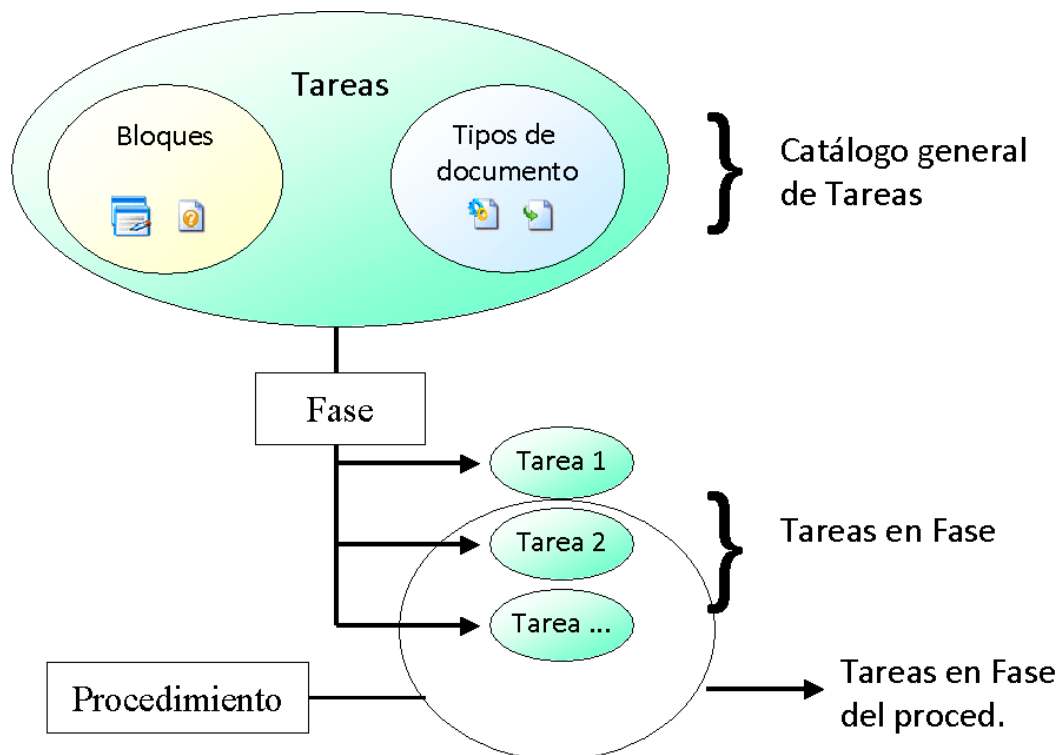 Tareas
Bloques
Tipos de
documento
Catálogo general
de Tareas
Fase
Tarea 1
Tarea 2
Tareas en Fase
Tarea ...
Procedimiento
Tareas en Fase
del proced.